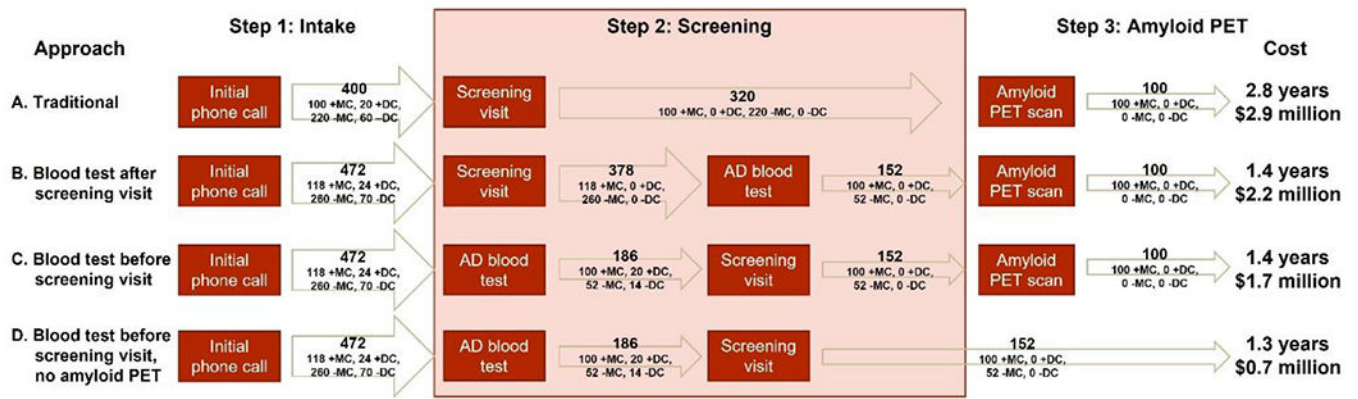 Step 1: Intake
Step 2: Screening
Step 3: Amyloid PET
Approach
Cost
A. Traditional
Initial
phone call
400
100 +MC, 20 +DC,
220 -MC, 60 –DC
Screening
visit
320
100 +MC, 0 +DC, 220 -MC, 0 -DC
Amyloid
PET scan
100
100 +MC, 0 +DC,
0 -MC, 0 -DC
2.8 years
$2.9 million
B. Blood test after
screening visit
Initial
phone call
472
118 +MC, 24 +DC,
260 -MC, 70 -DC
Screening
visit
378
118 +MC, 0 +DC,
260 -MC, 0 -DC
AD blood
test
152
100 +MC, 0 +DC,
52 -MC, 0 -DC
Amyloid
PET scan
100
100 +MC, 0 +DC,
0 -MC, 0 -DC
1.4 years
$2.2 million
C. Blood test before
screening visit
Initial
phone call
472
118 +MC, 24 +DC,
260 -MC, 70 -DC
AD blood
test
186
100 +MC, 20 +DC,
52 -MC, 14 -DC
Screening
visit
152
100 +MC, 0 +DC,
52 -MC, 0 -DC
Amyloid
PET scan
100
100 +MC, 0 +DC,
0 -MC, 0 -DC
1.4 years
$1.7 million
D. Blood test before
screening visit,
no amyloid PET
Initial
phone call
472
118 +MC, 24 +DC,
260 -MC, 70 -DC
AD blood
test
186
100 +MC, 20 +DC,
52 -MC, 14 -DC
Screening
visit
152
100 +MC, 0 +DC,
52 -MC, 0 -DC
1.3 years
$0.7 million